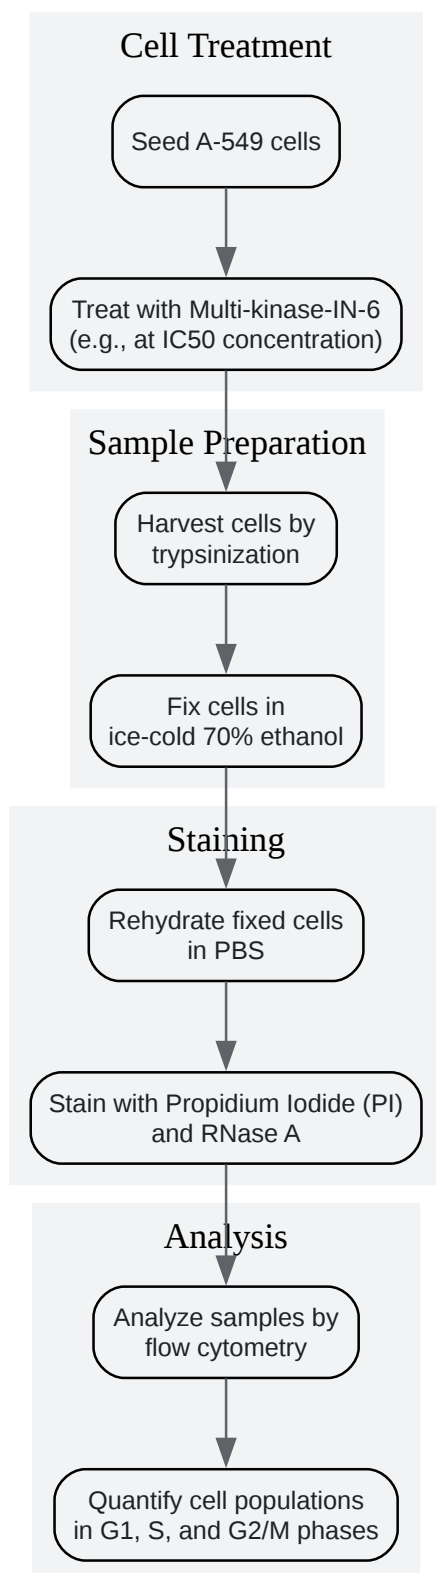 Cell Treatment
Seed A-549 cells
Treat with Multi-kinase-IN-6
(e.g., at IC50 concentration)
Sample Preparation
Harvest cells by
trypsinization
Fix cells in
ice-cold 70% ethanol
Staining
Rehydrate fixed cells
in PBS
Stain with Propidium Iodide (PI)
and RNase A
Analysis
Analyze samples by
flow cytometry
Quantify cell populations
in G1, S, and G2/M phases